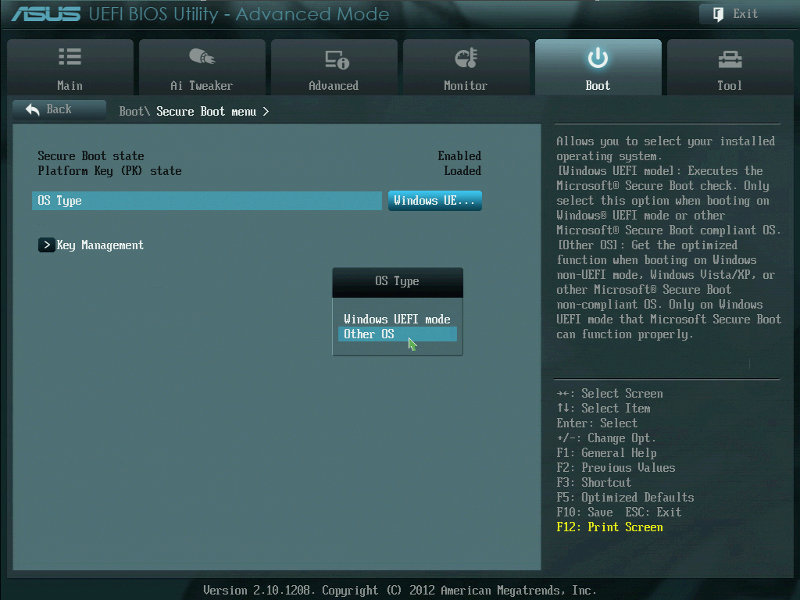 ASUS UEFI BIOS Utility - Advanced Mode
Exit
Main
Ai Tweaker
Advanced
Monitor
Boot
Tool
Back
Boot\ Secure Boot menu >
Secure Boot state Enabled
Platform Key (PK) state Loaded
OS Type Windows UE...
> Key Management
OS Type
Windows UEFI mode
Other OS
Allows you to select your installed
operating system.
[Windows UEFI mode]: Executes the
Microsoft® Secure Boot check. Only
select this option when booting on
Windows® UEFI mode or other
Microsoft® Secure Boot compliant OS.
[Other OS]: Get the optimized
function when booting on Windows
non-UEFI mode, Windows Vista/XP, or
other Microsoft® Secure Boot
non-compliant OS. Only on Windows
UEFI mode that Microsoft Secure Boot
can function properly.
→←: Select Screen
↑↓: Select Item
Enter: Select
+/-: Change Opt.
F1: General Help
F2: Previous Values
F3: Shortcut
F5: Optimized Defaults
F10: Save ESC: Exit
F12: Print Screen
Version 2.10.1208. Copyright (C) 2012 American Megatrends, Inc.